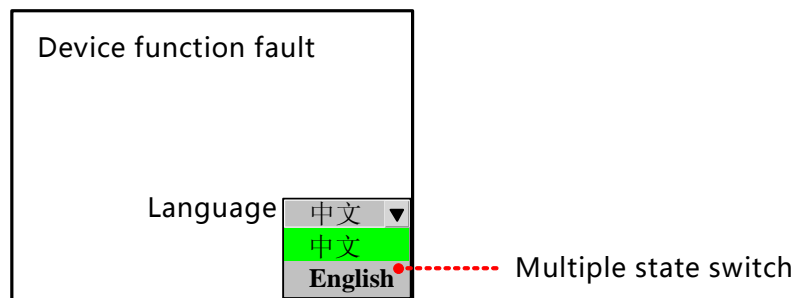 Device function fault
Language
中文 ▼
中文
English
Multiple state switch